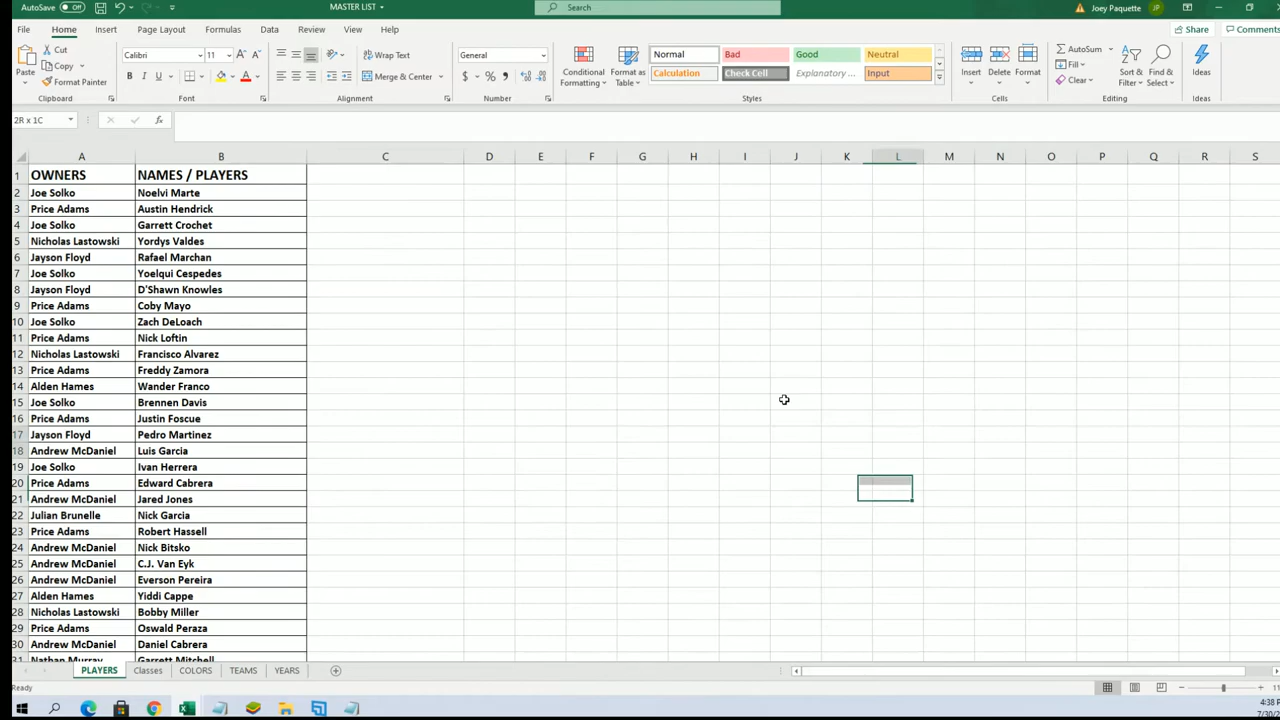 AutoSave Off MASTER LIST Search Joey Paquette JP
File Home Insert Page Layout Formulas Data Review View Help Share Comments
Paste Cut Copy Format Painter Clipboard
Calibri 11 B I U A A Font
Wrap Text Merge & Center Alignment
General $ % Number
Conditional Formatting Format as Table
Normal Bad Good Neutral
Calculation Check Cell Explanatory ... Input
Styles
Insert Delete Format Cells
AutoSum Fill Clear Sort & Filter Find & Select Editing
Ideas Ideas
2R x 1C fx
A B C D E F G H I J K L M N O P Q R S
1 OWNERS NAMES / PLAYERS
2 Joe Solko Noelvi Marte
3 Price Adams Austin Hendrick
4 Joe Solko Garrett Crochet
5 Nicholas Lastowski Yordys Valdes
6 Jayson Floyd Rafael Marchan
7 Joe Solko Yoelqui Cespedes
8 Jayson Floyd D'Shawn Knowles
9 Price Adams Coby Mayo
10 Joe Solko Zach DeLoach
11 Price Adams Nick Loftin
12 Nicholas Lastowski Francisco Alvarez
13 Price Adams Freddy Zamora
14 Alden Hames Wander Franco
15 Joe Solko Brennen Davis
16 Price Adams Justin Foscue
17 Jayson Floyd Pedro Martinez
18 Andrew McDaniel Luis Garcia
19 Joe Solko Ivan Herrera
20 Price Adams Edward Cabrera
21 Andrew McDaniel Jared Jones
22 Julian Brunelle Nick Garcia
23 Price Adams Robert Hassell
24 Andrew McDaniel Nick Bitsko
25 Andrew McDaniel C.J. Van Eyk
26 Andrew McDaniel Everson Pereira
27 Alden Hames Yiddi Cappe
28 Nicholas Lastowski Bobby Miller
29 Price Adams Oswald Peraza
30 Andrew McDaniel Daniel Cabrera
31 Nathan Murray Garrett Mitchell
PLAYERS Classes COLORS TEAMS YEARS
Ready
4:38 P